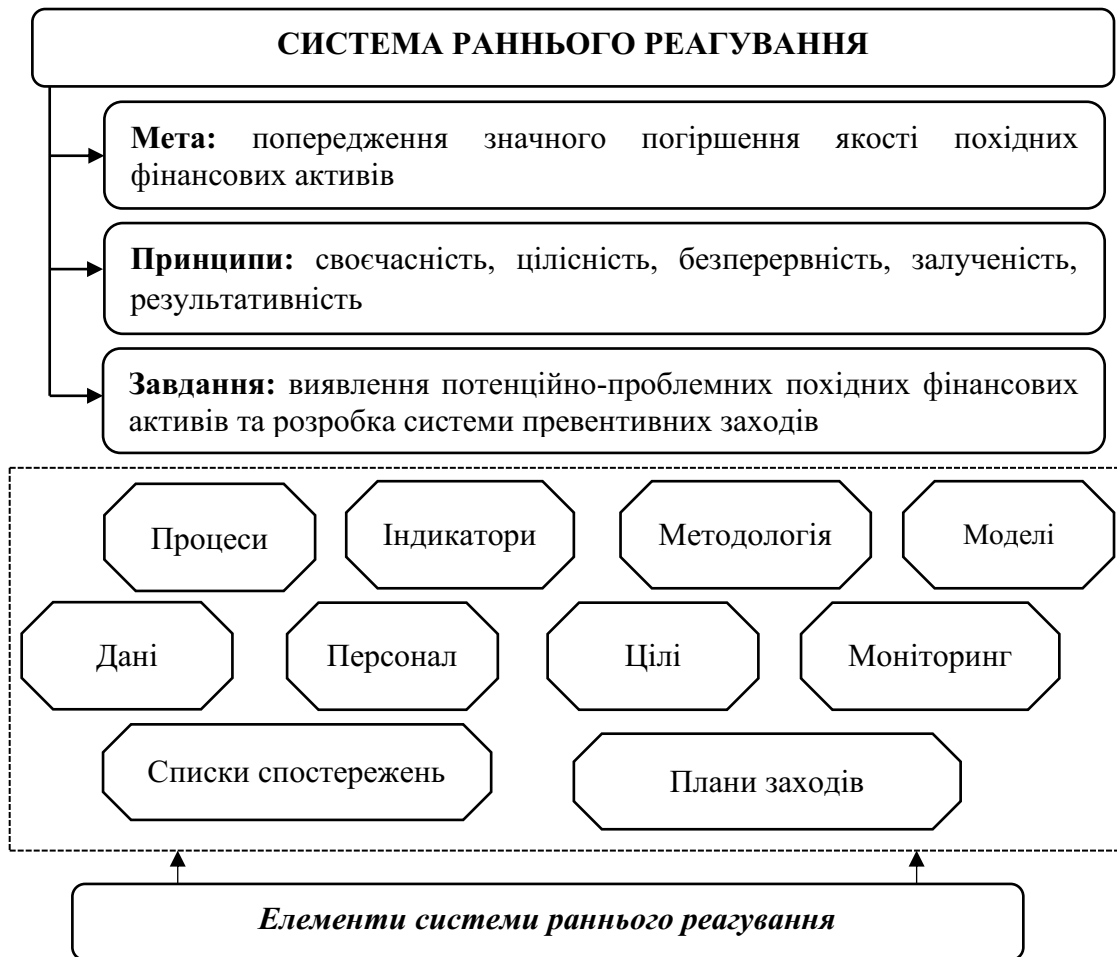 СИСТЕМА РАННЬОГО РЕАГУВАННЯ
Мета: попередження значного погіршення якості похідних
фінансових активів
Принципи: своєчасність, цілісність, безперервність, залученість,
результативність
Завдання: виявлення потенційно-проблемних похідних фінансових
активів та розробка системи превентивних заходів
Процеси
Індикатори
Методологія
Моделі
Дані
Персонал
Цілі
Моніторинг
Списки спостережень
Плани заходів
Елементи системи раннього реагування